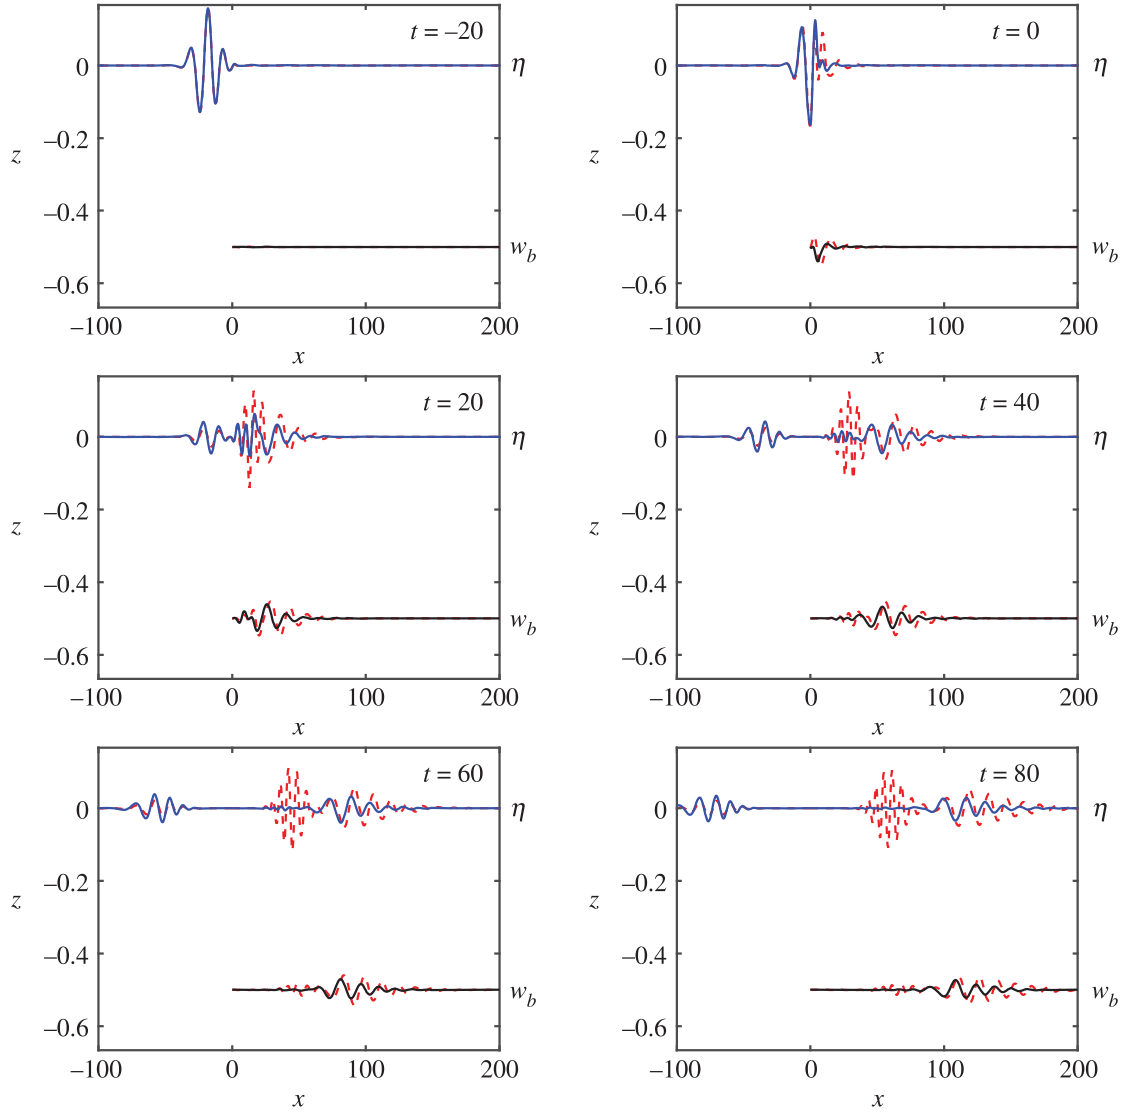 t = –20
0
η
–0.2
z
–0.4
w_b
–0.6
–100 0 100 200
x
t = 0
0
η
–0.2
z
–0.4
w_b
–0.6
–100 0 100 200
x
t = 20
0
η
–0.2
z
–0.4
w_b
–0.6
–100 0 100 200
x
t = 40
0
η
–0.2
z
–0.4
w_b
–0.6
–100 0 100 200
x
t = 60
0
η
–0.2
z
–0.4
w_b
–0.6
–100 0 100 200
x
t = 80
0
η
–0.2
z
–0.4
w_b
–0.6
–100 0 100 200
x